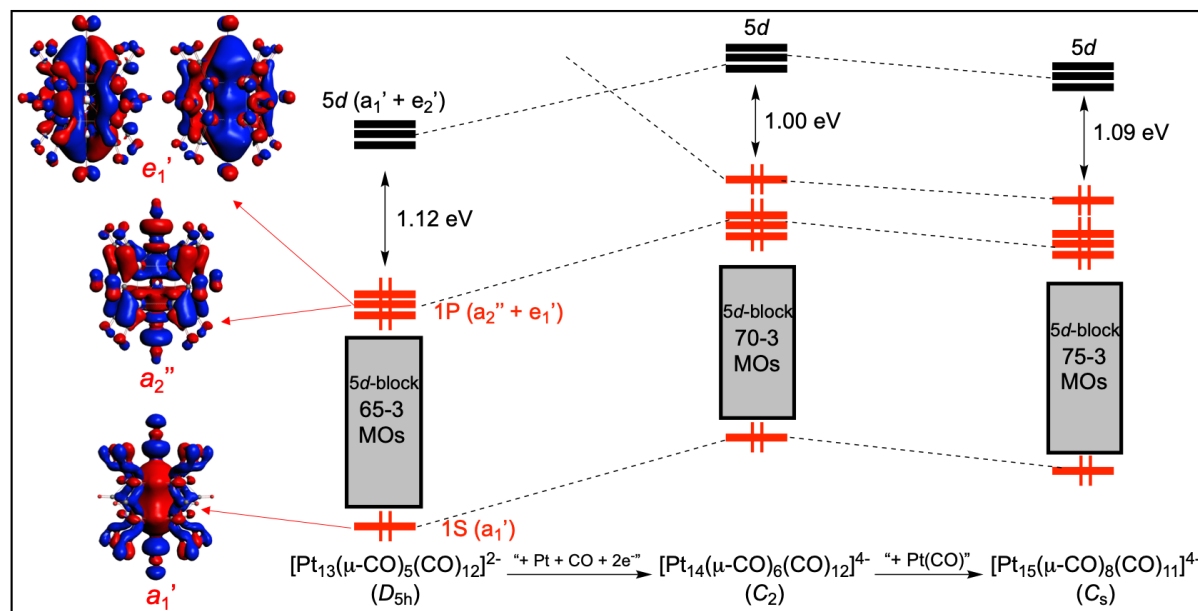 5d
5d
5d (a₁' + e₂')
1.00 eV
1.09 eV
e₁'
1.12 eV
1P (a₂'' + e₁')
a₂''
5d-block
65-3
MOs
5d-block
70-3
MOs
5d-block
75-3
MOs
1S (a₁')
a₁'
[Pt₁₃(μ-CO)₅(CO)₁₂]²⁻
(D₅ₕ)
“+ Pt + CO + 2e⁻”
[Pt₁₄(μ-CO)₆(CO)₁₂]⁴⁻
(C₂)
“+ Pt(CO)”
[Pt₁₅(μ-CO)₈(CO)₁₁]⁴⁻
(Cₛ)